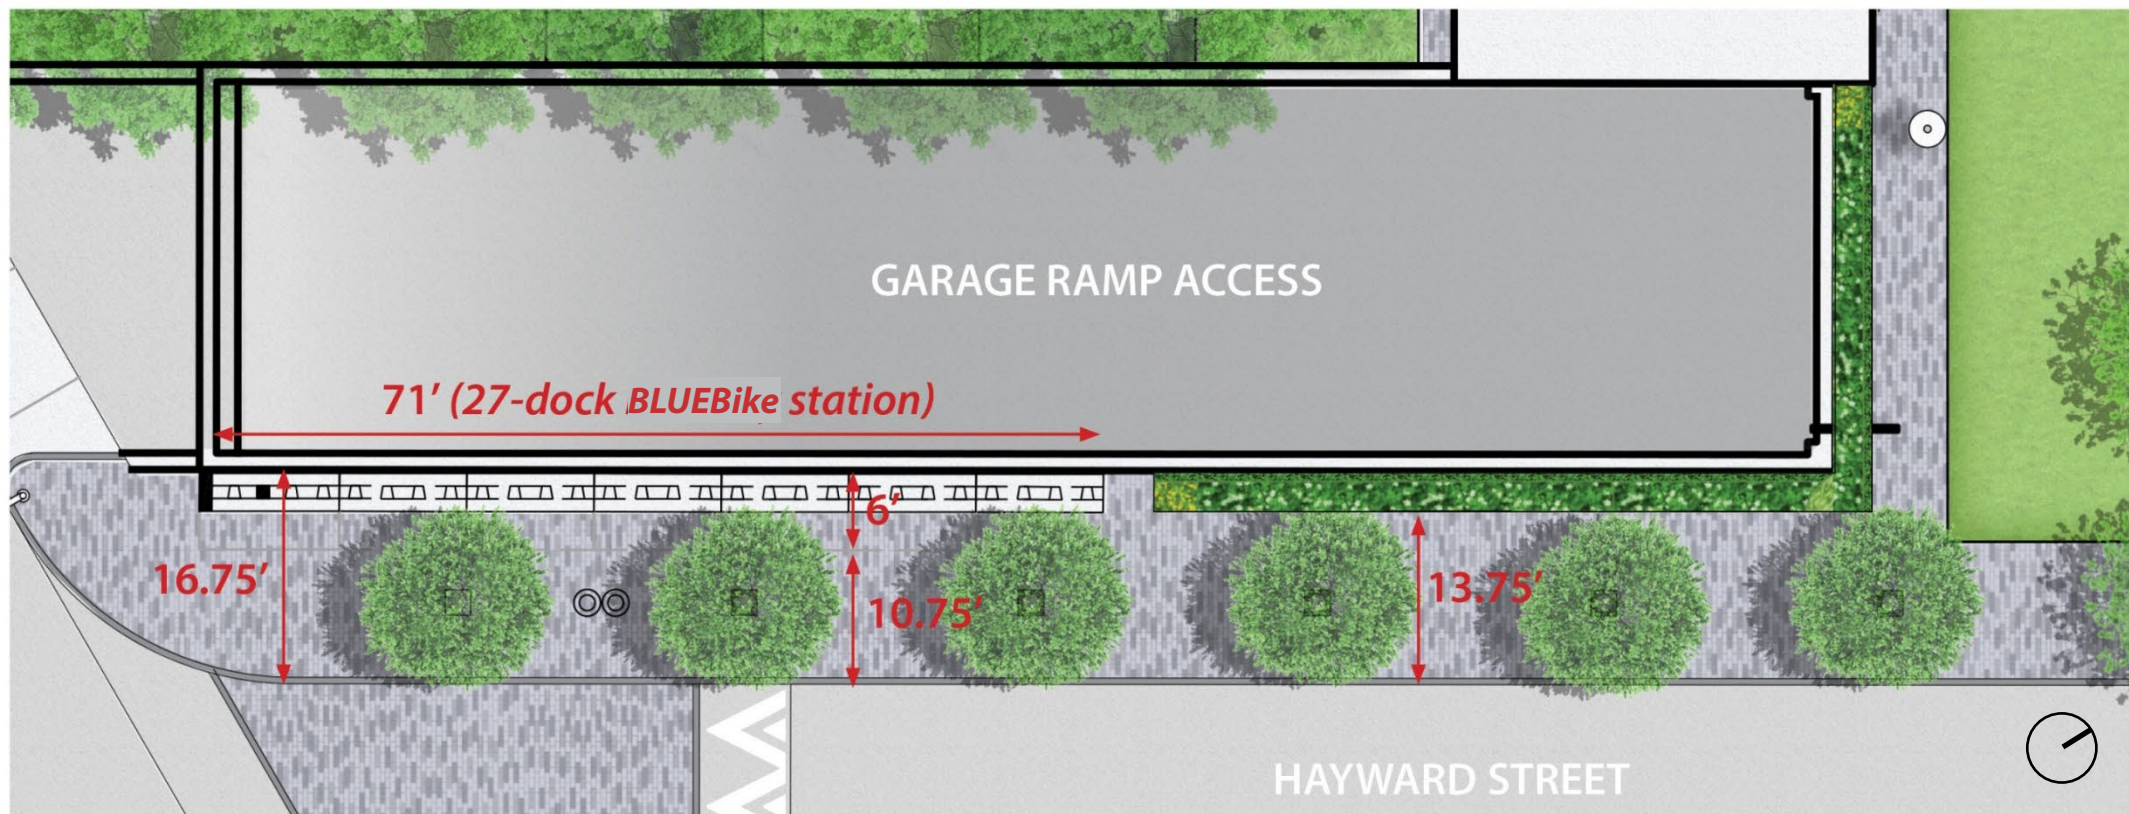 GARAGE RAMP ACCESS
71’ (27-dock BLUEBike station)
6’
16.75’
10.75’
13.75’
HAYWARD STREET